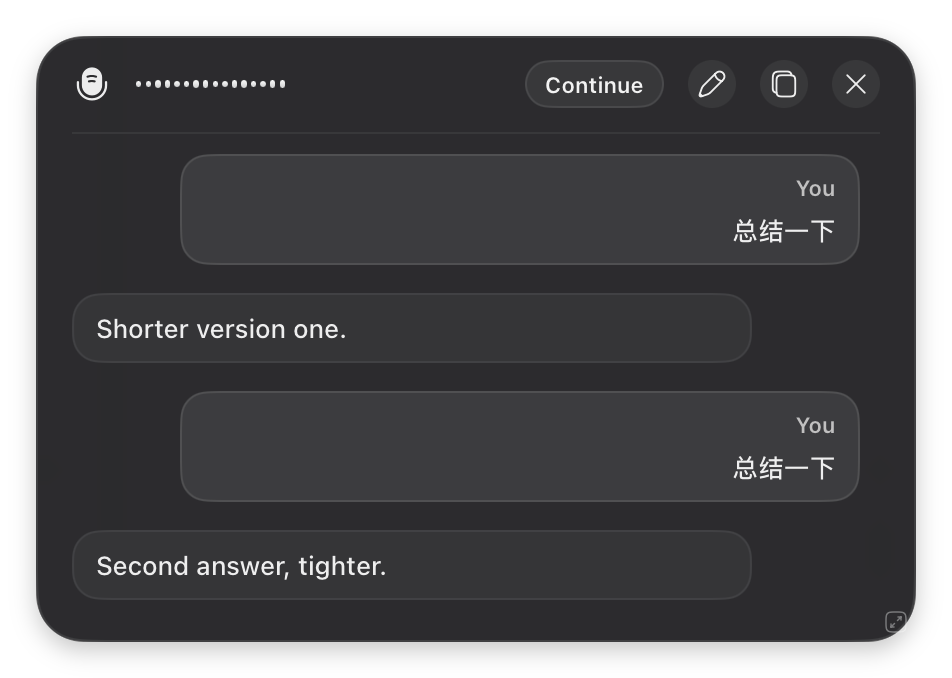 Continue
You
总结一下
Shorter version one.
You
总结一下
Second answer, tighter.